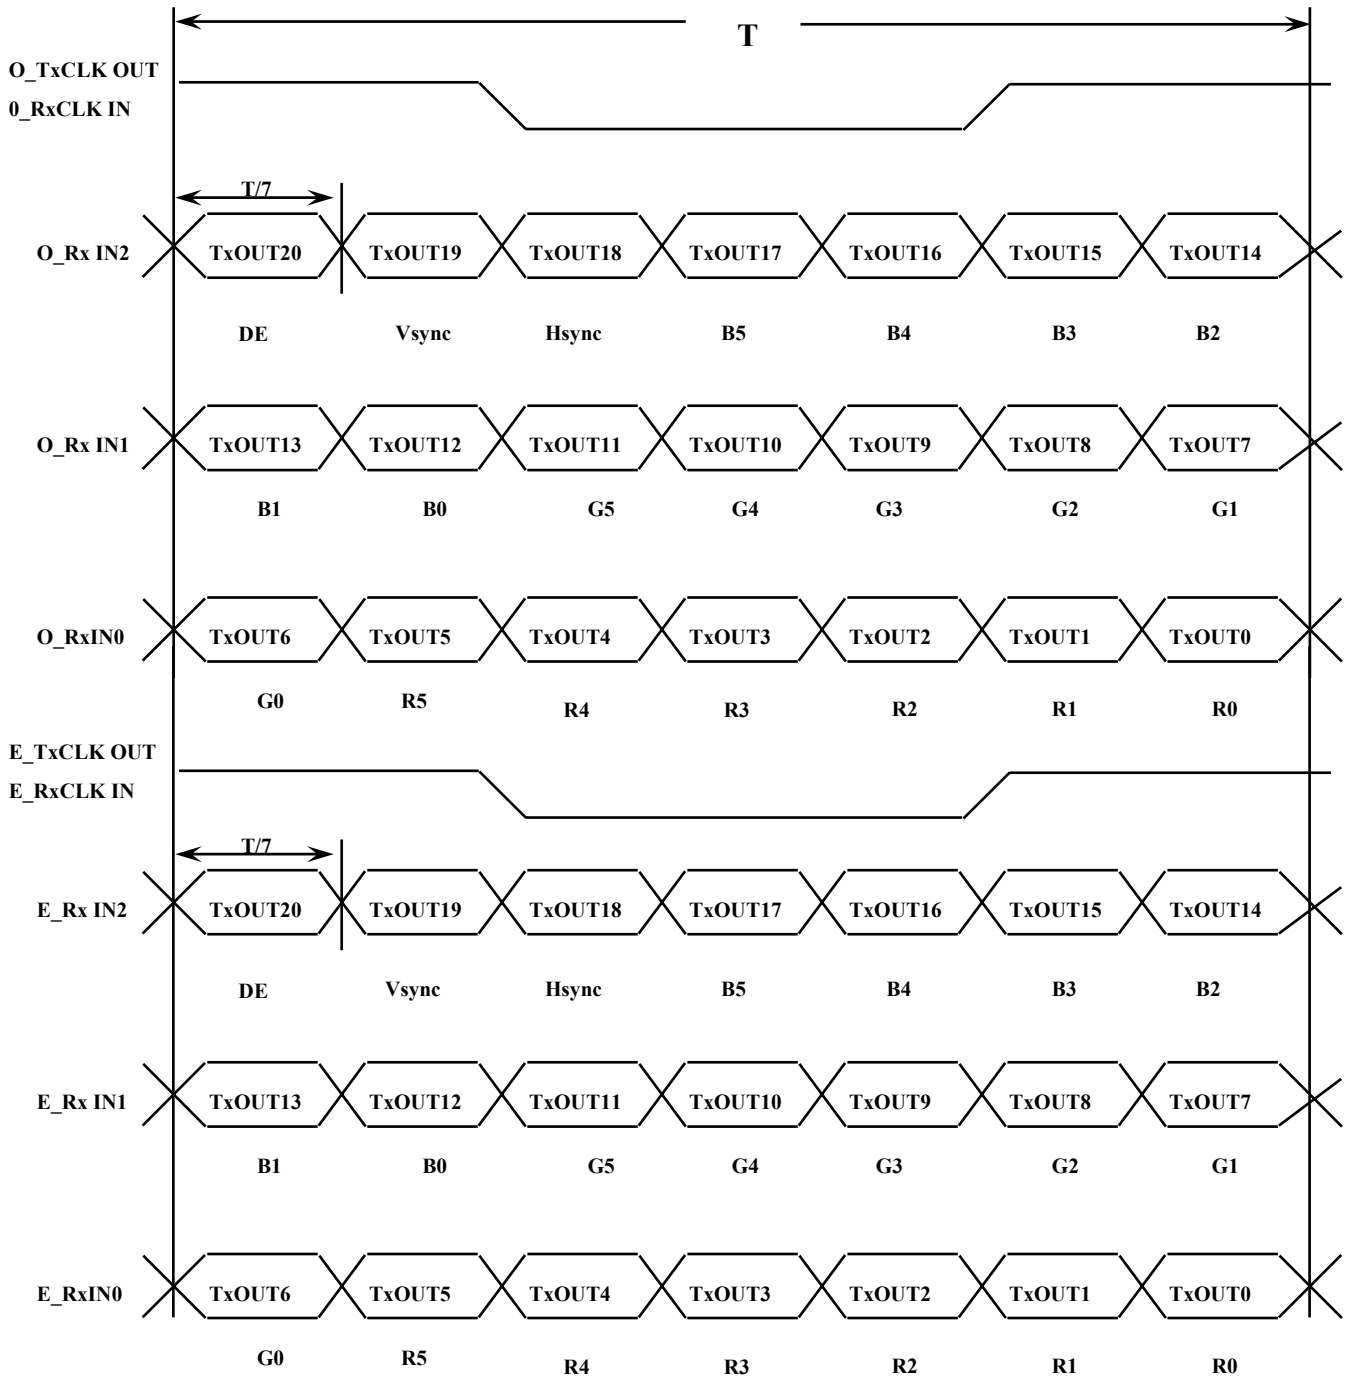 T
O_TxCLK OUT
0_RxCLK IN
T/7
O_Rx IN2 TxOUT20 TxOUT19 TxOUT18 TxOUT17 TxOUT16 TxOUT15 TxOUT14
DE Vsync Hsync B5 B4 B3 B2
O_Rx IN1 TxOUT13 TxOUT12 TxOUT11 TxOUT10 TxOUT9 TxOUT8 TxOUT7
B1 B0 G5 G4 G3 G2 G1
O_RxIN0 TxOUT6 TxOUT5 TxOUT4 TxOUT3 TxOUT2 TxOUT1 TxOUT0
G0 R5 R4 R3 R2 R1 R0
E_TxCLK OUT
E_RxCLK IN
T/7
E_Rx IN2 TxOUT20 TxOUT19 TxOUT18 TxOUT17 TxOUT16 TxOUT15 TxOUT14
DE Vsync Hsync B5 B4 B3 B2
E_Rx IN1 TxOUT13 TxOUT12 TxOUT11 TxOUT10 TxOUT9 TxOUT8 TxOUT7
B1 B0 G5 G4 G3 G2 G1
E_RxIN0 TxOUT6 TxOUT5 TxOUT4 TxOUT3 TxOUT2 TxOUT1 TxOUT0
G0 R5 R4 R3 R2 R1 R0